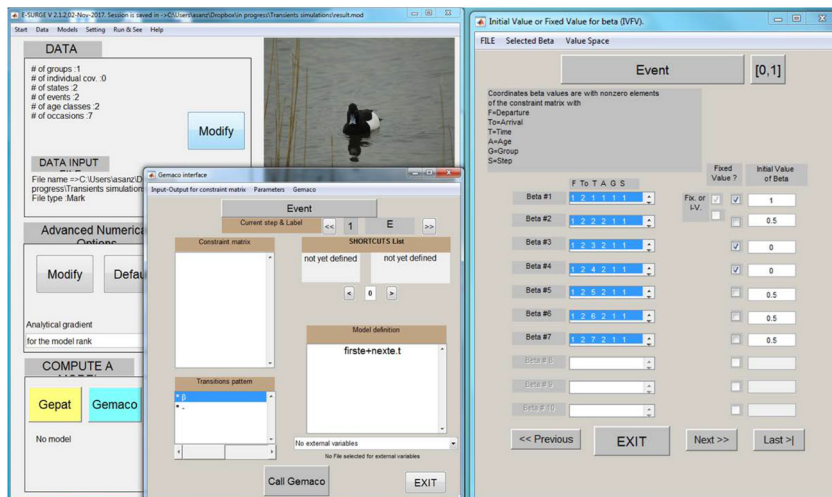 E-SURGE V 2.1.2,02-Nov-2017. Session is saved in ->C:\Users\asanz\Dropbox\in progress\Transients simulations\result.mod
Start Data Models Setting Run & See Help
DATA
# of groups :1
# of individual cov. :0
# of states :2
# of events :2
# of age classes :2
# of occasions :7
Modify
DATA INPUT
File name =>C:\Users\asanz\D
progress\Transients simulations
File type :Mark
Advanced Numerica
Options
Modify
Defau
Analytical gradient
for the model rank
COMPUTE A
Gepat
Gemaco
No model
Gemaco interface
Input-Output for constraint matrix Parameters Gemaco
Event
Current step & Label
<<
1
E
>>
Constraint matrix
SHORTCUTS List
not yet defined
not yet defined
<
0
>
Model definition
firste+nexte.t
Transitions pattern
* β
* -
No external variables
No File selected for external variables
Call Gemaco
EXIT
Initial Value or Fixed Value for beta (IVFV).
FILE Selected Beta Value Space
Event
[0,1]
Coordinates beta values are with nonzero elements
of the constraint matrix with
F=Departure
To=Arrival
T=Time
A=Age
G=Group
S=Step
F To T A G S
Fixed
Value ?
Initial Value
of Beta
Beta #1 1 2 1 1 1 1 Fix. or I-V. 1
Beta #2 1 2 2 2 1 1 0.5
Beta #3 1 2 3 2 1 1 0
Beta #4 1 2 4 2 1 1 0
Beta #5 1 2 5 2 1 1 0.5
Beta #6 1 2 6 2 1 1 0.5
Beta #7 1 2 7 2 1 1 0.5
Beta # 8
Beta # 9
Beta # 10
<< Previous
EXIT
Next >>
Last >|